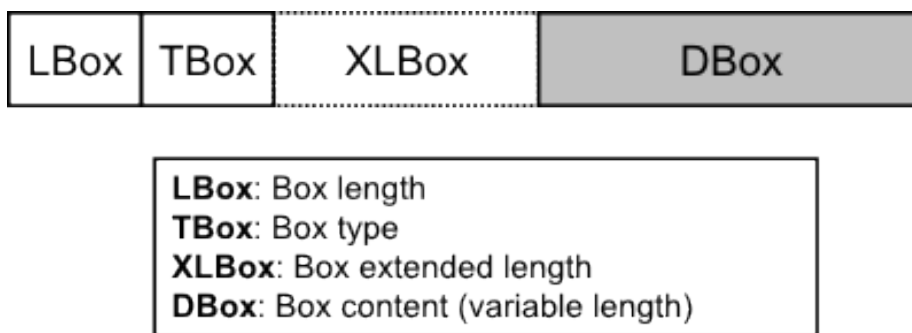 LBox TBox XLBox DBox
LBox: Box length
TBox: Box type
XLBox: Box extended length
DBox: Box content (variable length)